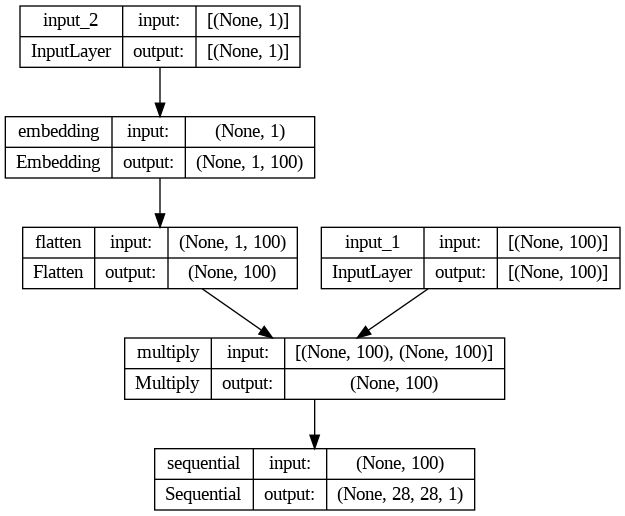 input_2 input: [(None, 1)]
InputLayer output: [(None, 1)]
embedding input: (None, 1)
Embedding output: (None, 1, 100)
flatten input: (None, 1, 100)
Flatten output: (None, 100)
input_1 input: [(None, 100)]
InputLayer output: [(None, 100)]
multiply input: [(None, 100), (None, 100)]
Multiply output: (None, 100)
sequential input: (None, 100)
Sequential output: (None, 28, 28, 1)